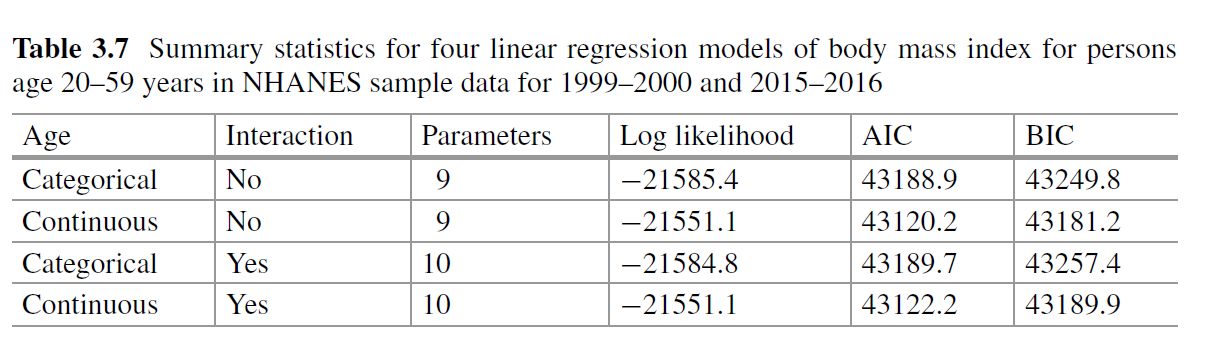 Table 3.7 Summary statistics for four linear regression models of body mass index for persons
age 20–59 years in NHANES sample data for 1999–2000 and 2015–2016
Age Interaction Parameters Log likelihood AIC BIC
Categorical No 9 −21585.4 43188.9 43249.8
Continuous No 9 −21551.1 43120.2 43181.2
Categorical Yes 10 −21584.8 43189.7 43257.4
Continuous Yes 10 −21551.1 43122.2 43189.9